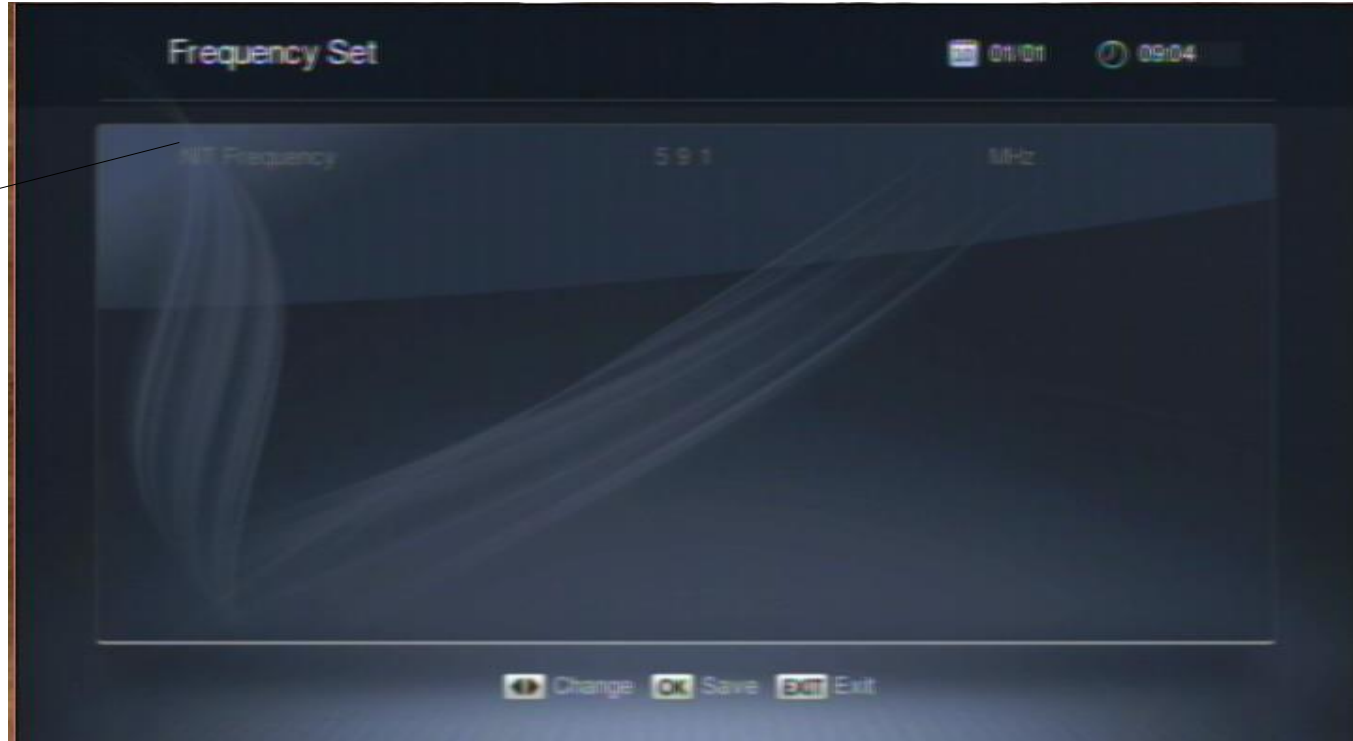 Frequency Set 01/01 09:04
NIT Frequency 5 9 1 MHz
Change OK Save EXIT Exit